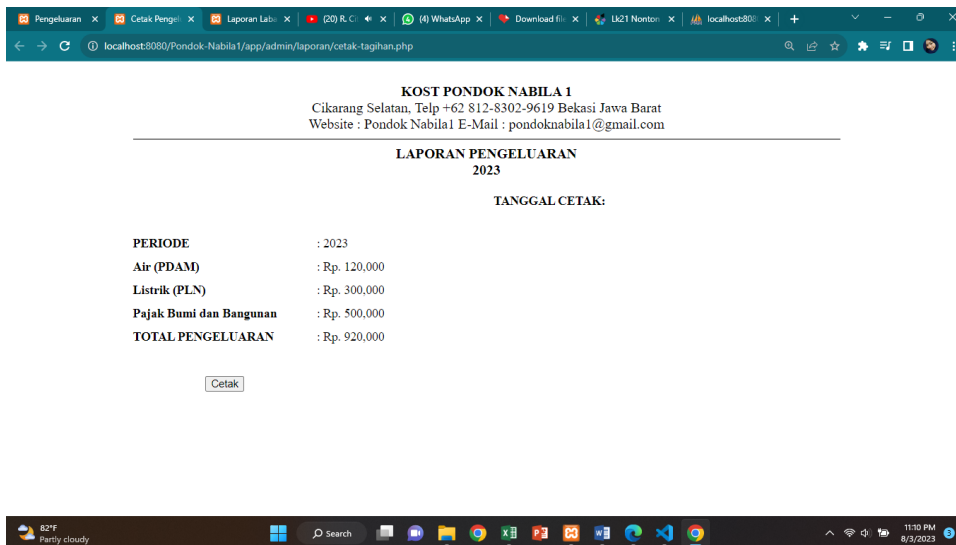 Pengeluaran
Cetak Pengel
Laporan Laba
(20) R. Ci
(4) WhatsApp
Download fil
Lk21 Nonton
localhost:808
localhost:8080/Pondok-Nabila1/app/admin/laporan/cetak-tagihan.php
KOST PONDOK NABILA 1
Cikarang Selatan, Telp +62 812-8302-9619 Bekasi Jawa Barat
Website : Pondok Nabila1 E-Mail : pondoknabila1@gmail.com
LAPORAN PENGELUARAN
2023
TANGGAL CETAK:
PERIODE : 2023
Air (PDAM) : Rp. 120,000
Listrik (PLN) : Rp. 300,000
Pajak Bumi dan Bangunan : Rp. 500,000
TOTAL PENGELUARAN : Rp. 920,000
Cetak
82°F
Partly cloudy
Search
11:10 PM
8/3/2023
3